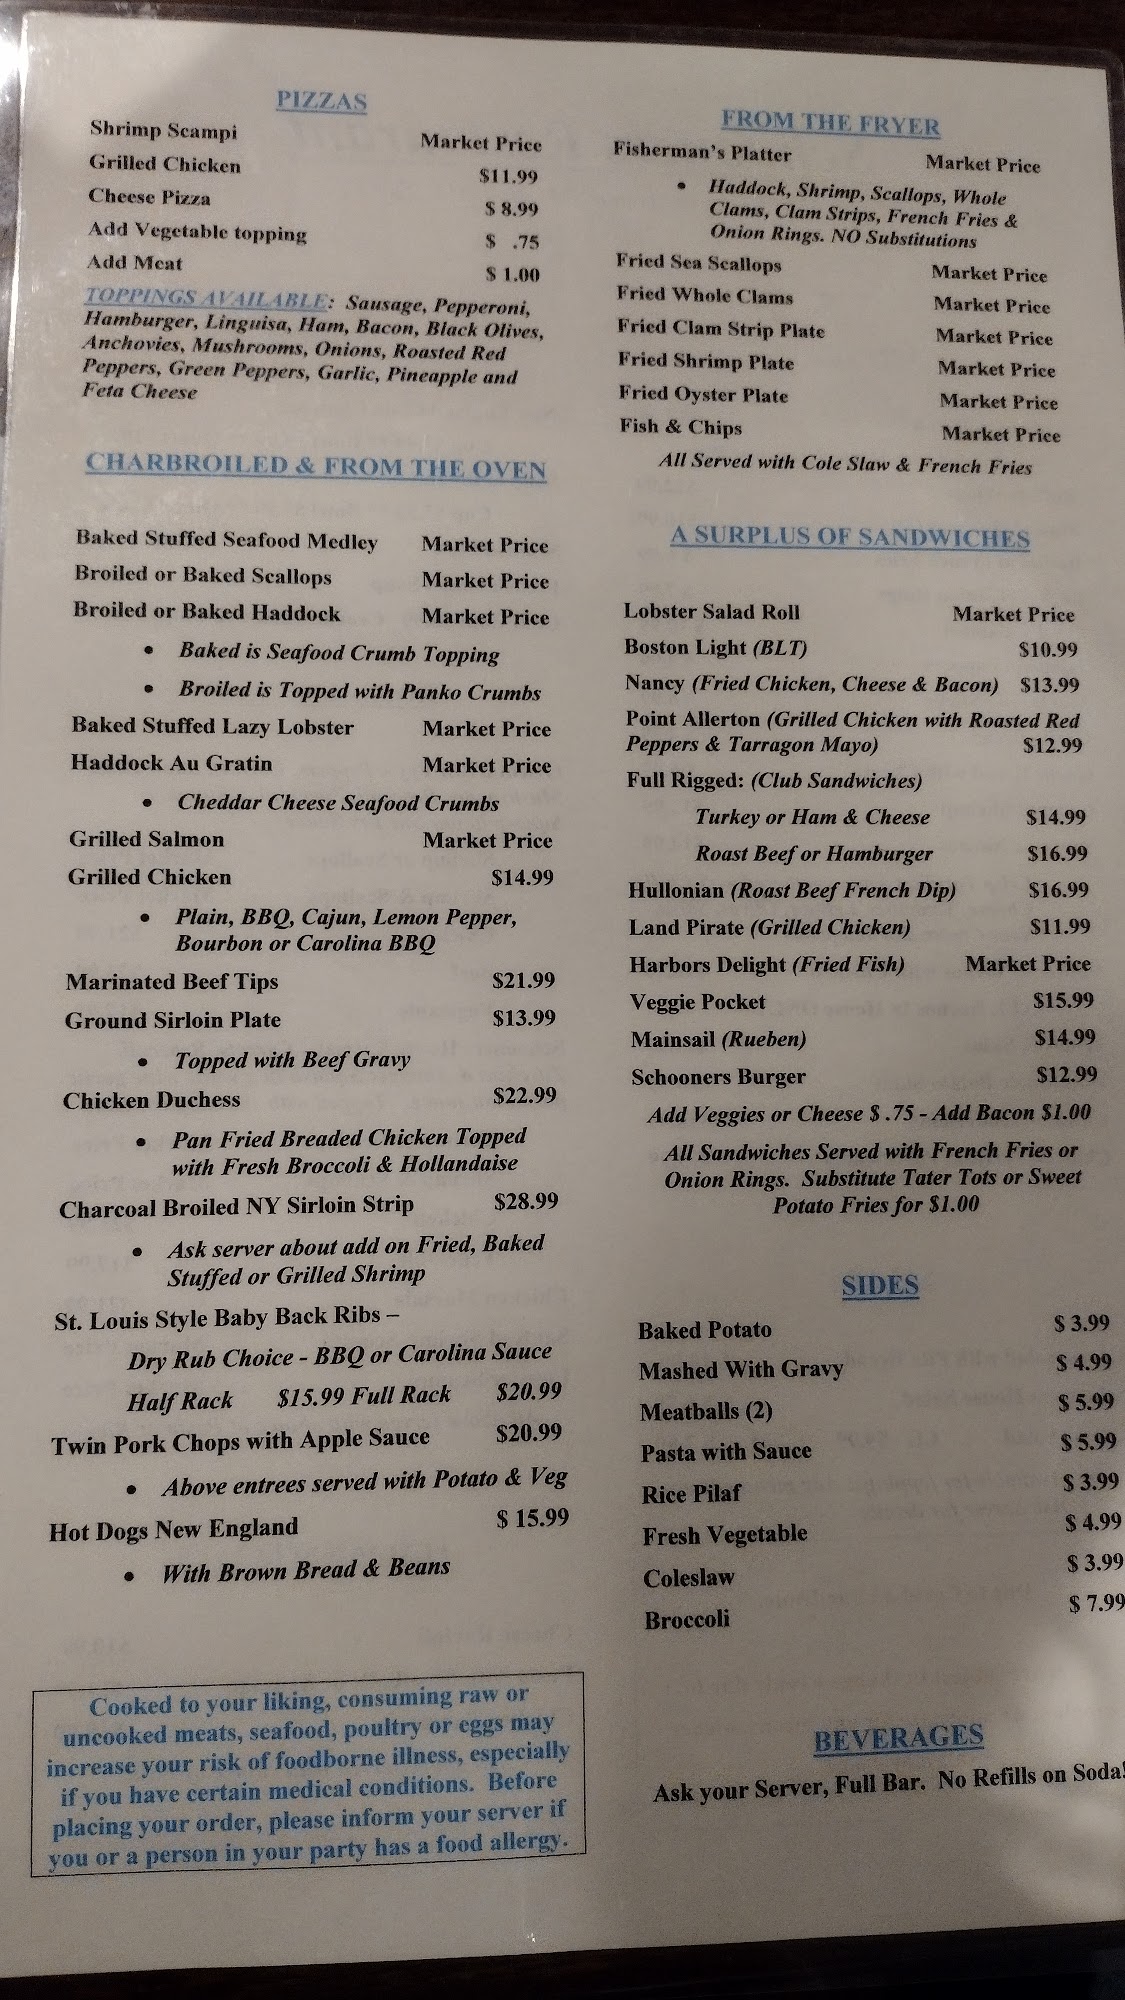 PIZZAS
Shrimp Scampi Market Price
Grilled Chicken $11.99
Cheese Pizza $ 8.99
Add Vegetable topping $ .75
Add Meat $ 1.00
TOPPINGS AVAILABLE: Sausage, Pepperoni,
Hamburger, Linguisa, Ham, Bacon, Black Olives,
Anchovies, Mushrooms, Onions, Roasted Red
Peppers, Green Peppers, Garlic, Pineapple and
Feta Cheese
CHARBROILED & FROM THE OVEN
Baked Stuffed Seafood Medley Market Price
Broiled or Baked Scallops Market Price
Broiled or Baked Haddock Market Price
• Baked is Seafood Crumb Topping
• Broiled is Topped with Panko Crumbs
Baked Stuffed Lazy Lobster Market Price
Haddock Au Gratin Market Price
• Cheddar Cheese Seafood Crumbs
Grilled Salmon Market Price
Grilled Chicken $14.99
• Plain, BBQ, Cajun, Lemon Pepper,
Bourbon or Carolina BBQ
Marinated Beef Tips $21.99
Ground Sirloin Plate $13.99
• Topped with Beef Gravy
Chicken Duchess $22.99
• Pan Fried Breaded Chicken Topped
with Fresh Broccoli & Hollandaise
Charcoal Broiled NY Sirloin Strip $28.99
• Ask server about add on Fried, Baked
Stuffed or Grilled Shrimp
St. Louis Style Baby Back Ribs –
Dry Rub Choice - BBQ or Carolina Sauce
Half Rack $15.99 Full Rack $20.99
Twin Pork Chops with Apple Sauce $20.99
• Above entrees served with Potato & Veg
Hot Dogs New England $ 15.99
• With Brown Bread & Beans
Cooked to your liking, consuming raw or
uncooked meats, seafood, poultry or eggs may
increase your risk of foodborne illness, especially
if you have certain medical conditions. Before
placing your order, please inform your server if
you or a person in your party has a food allergy.
FROM THE FRYER
Fisherman's Platter Market Price
• Haddock, Shrimp, Scallops, Whole
Clams, Clam Strips, French Fries &
Onion Rings. NO Substitutions
Fried Sea Scallops Market Price
Fried Whole Clams Market Price
Fried Clam Strip Plate Market Price
Fried Shrimp Plate Market Price
Fried Oyster Plate Market Price
Fish & Chips Market Price
All Served with Cole Slaw & French Fries
A SURPLUS OF SANDWICHES
Lobster Salad Roll Market Price
Boston Light (BLT) $10.99
Nancy (Fried Chicken, Cheese & Bacon) $13.99
Point Allerton (Grilled Chicken with Roasted Red
Peppers & Tarragon Mayo) $12.99
Full Rigged: (Club Sandwiches)
Turkey or Ham & Cheese $14.99
Roast Beef or Hamburger $16.99
Hullonian (Roast Beef French Dip) $16.99
Land Pirate (Grilled Chicken) $11.99
Harbors Delight (Fried Fish) Market Price
Veggie Pocket $15.99
Mainsail (Rueben) $14.99
Schooners Burger $12.99
Add Veggies or Cheese $ .75 - Add Bacon $1.00
All Sandwiches Served with French Fries or
Onion Rings. Substitute Tater Tots or Sweet
Potato Fries for $1.00
SIDES
Baked Potato $ 3.99
Mashed With Gravy $ 4.99
Meatballs (2) $ 5.99
Pasta with Sauce $ 5.99
Rice Pilaf $ 3.99
Fresh Vegetable $ 4.99
Coleslaw $ 3.99
Broccoli $ 7.99
BEVERAGES
Ask your Server, Full Bar. No Refills on Soda!